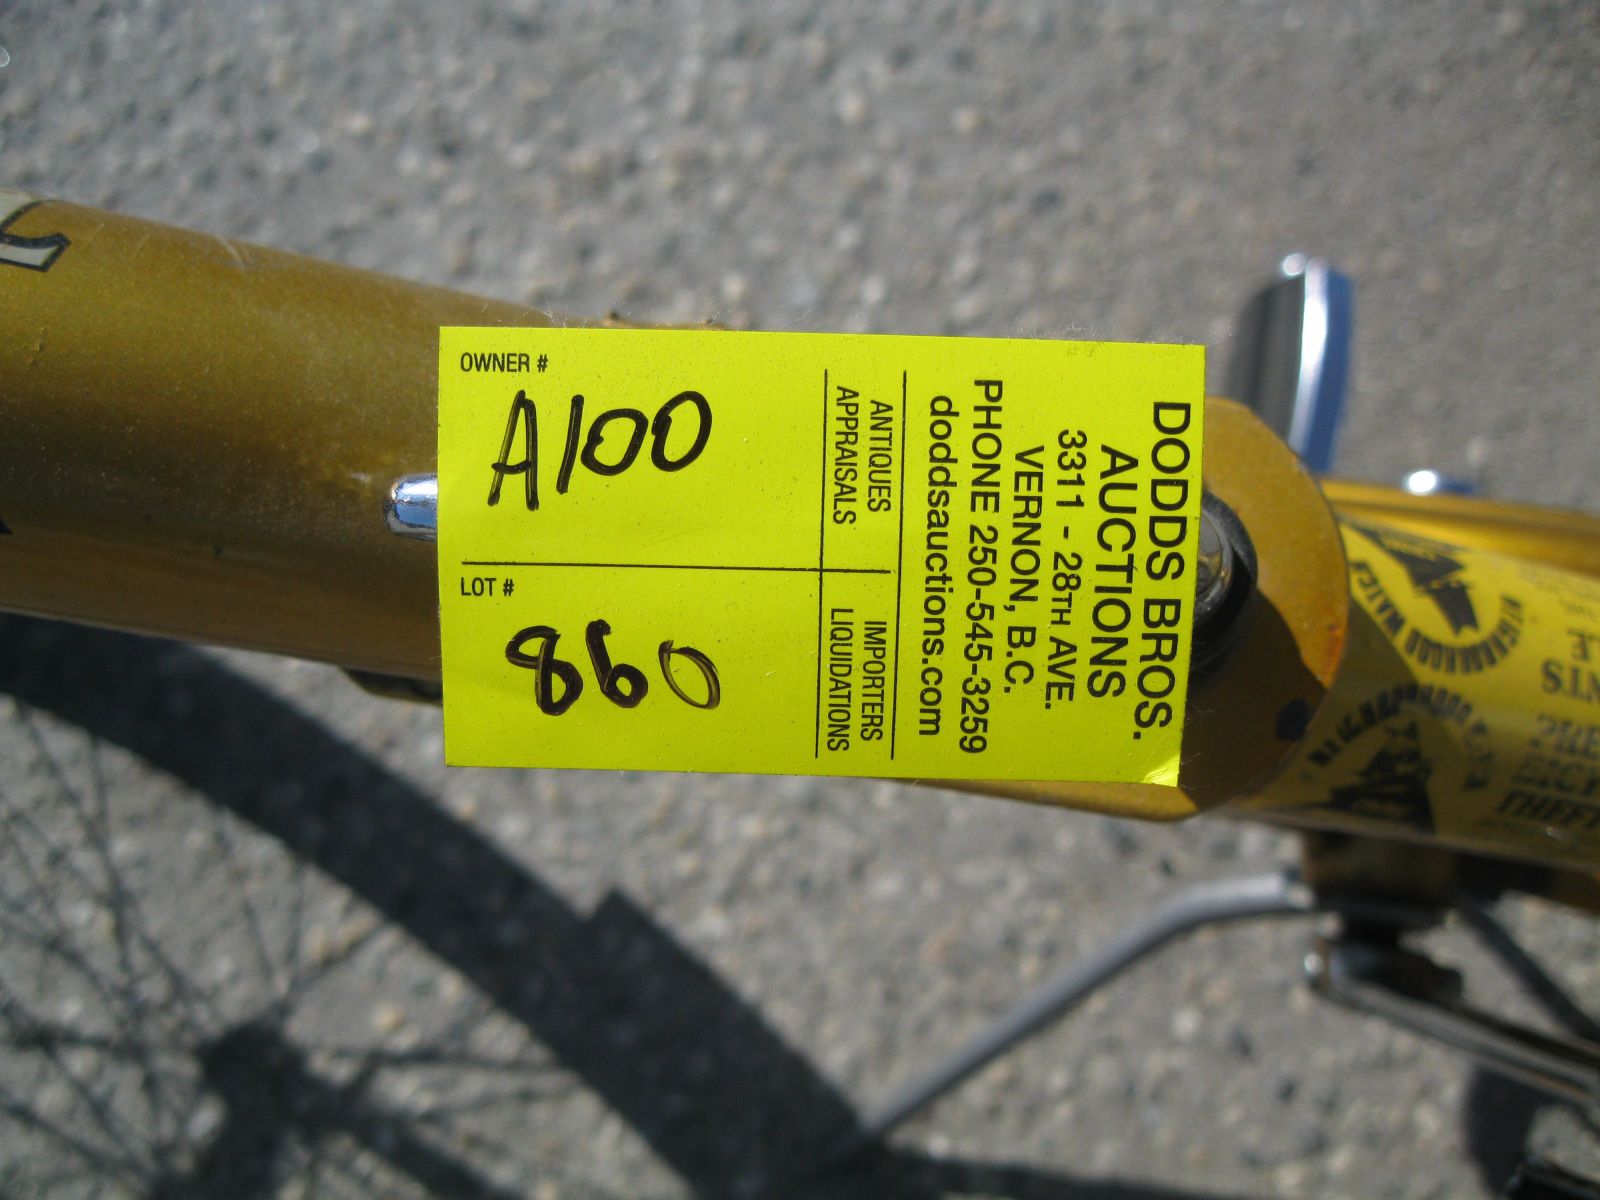 OWNER #
A100
LOT #
860
ANTIQUES
APPRAISALS
IMPORTERS
LIQUIDATIONS
DODDS BROS.
AUCTIONS
3311 - 28TH AVE.
VERNON, B.C.
PHONE 250-545-3259
doddsauctions.com